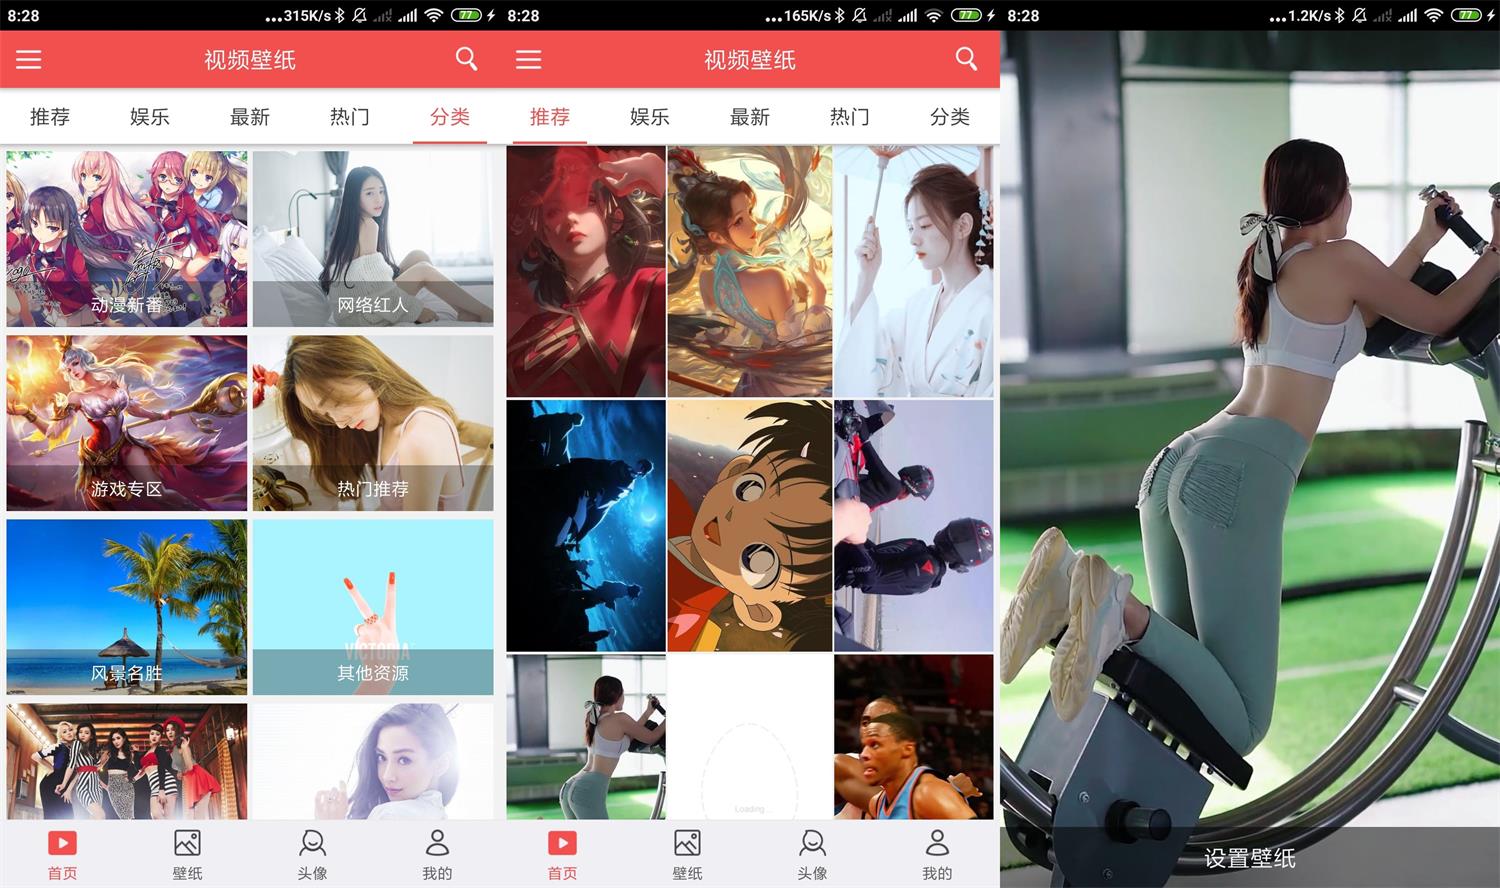 8:28
...315K/s
77
视频壁纸
推荐
娱乐
最新
热门
分类
动漫新番
网络红人
游戏专区
热门推荐
风景名胜
VICTORIA
其他资源
首页
壁纸
头像
我的
8:28
...165K/s
77
视频壁纸
推荐
娱乐
最新
热门
分类
Loading...
首页
壁纸
头像
我的
8:28
...1.2K/s
77
设置壁纸